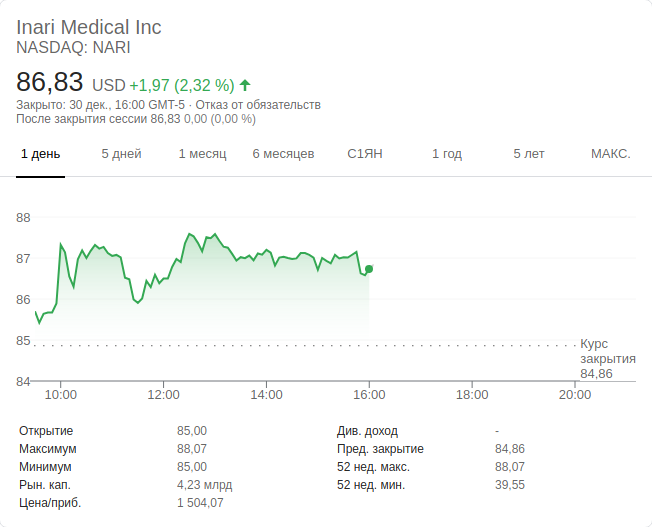 Inari Medical Inc
NASDAQ: NARI
86,83 USD +1,97 (2,32 %)
Закрыто: 30 дек., 16:00 GMT-5 · Отказ от обязательств
После закрытия сессии 86,83 0,00 (0,00 %)
1 день 5 дней 1 месяц 6 месяцев С1ЯН 1 год 5 лет МАКС.
88
87
86
85
Курс
закрытия
84,86
84
10:00 12:00 14:00 16:00 18:00 20:00
Открытие 85,00 Див. доход -
Максимум 88,07 Пред. закрытие 84,86
Минимум 85,00 52 нед. макс. 88,07
Рын. кап. 4,23 млрд 52 нед. мин. 39,55
Цена/приб. 1 504,07